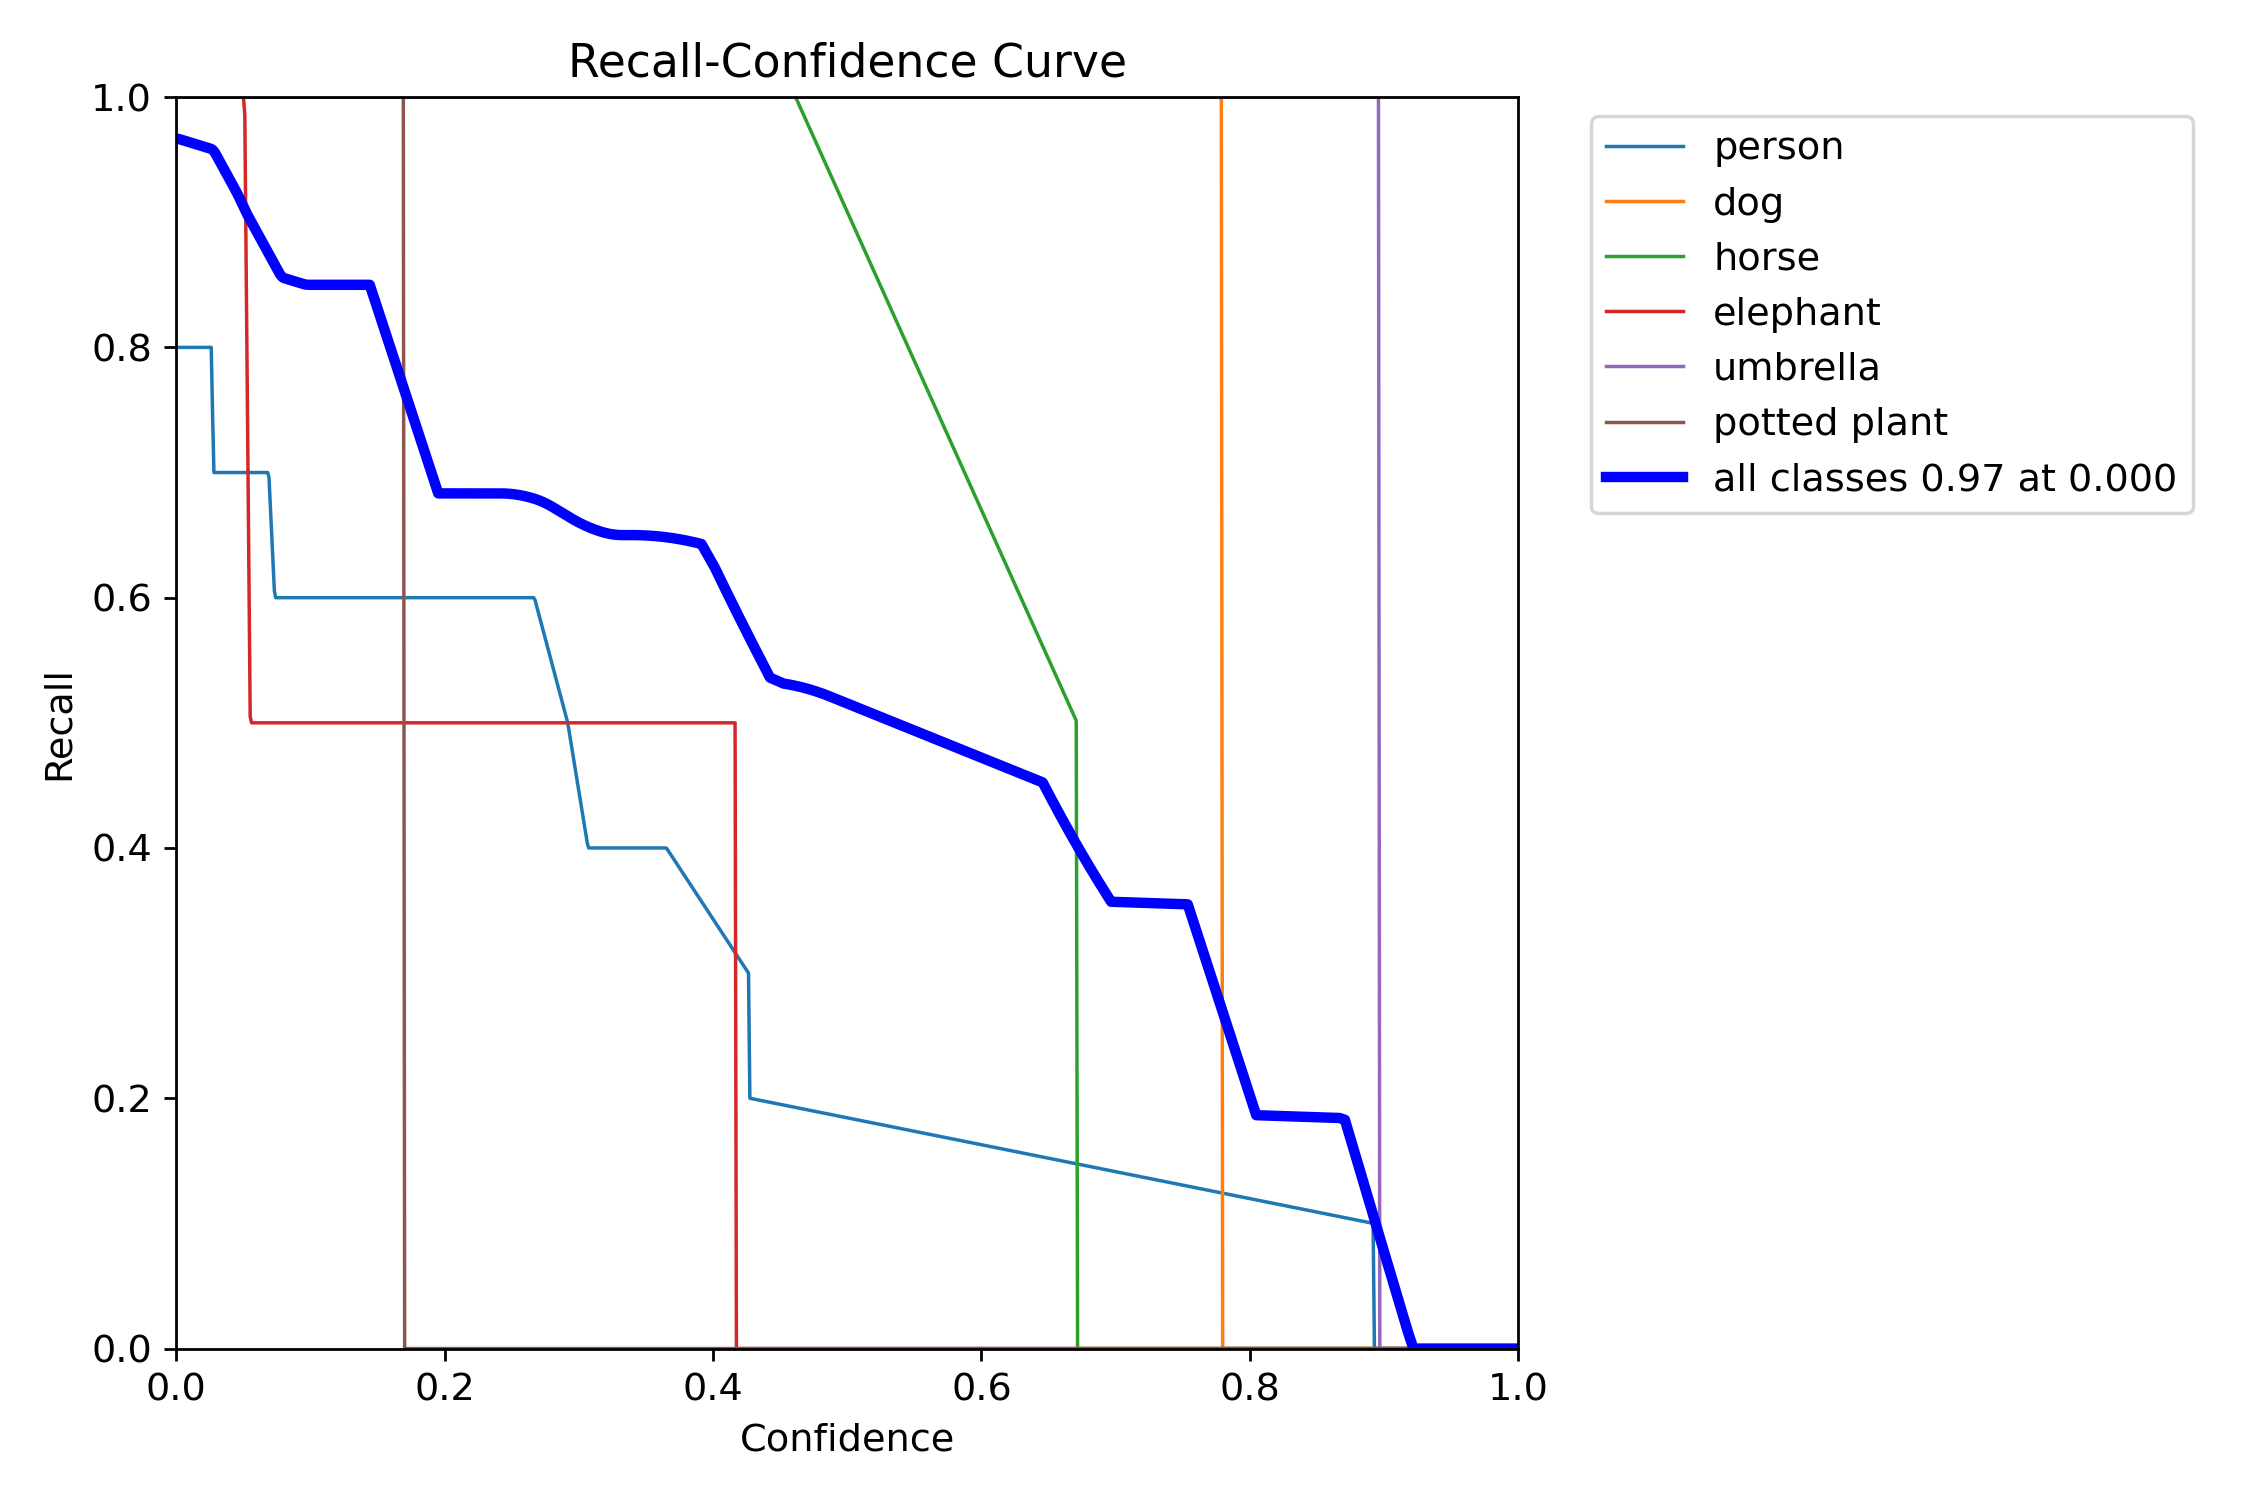 Recall-Confidence Curve
1.0
0.8
0.6
0.4
0.2
0.0
Recall
0.0 0.2 0.4 0.6 0.8 1.0
Confidence
person
dog
horse
elephant
umbrella
potted plant
all classes 0.97 at 0.000